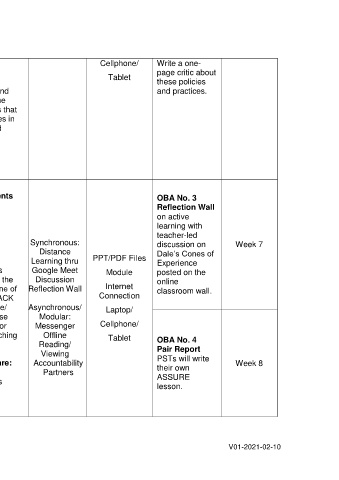 Cellphone/
Tablet
Write a one-
page critic about
these policies
and practices.
nd
e
s that
es in
d
ents
s
the
ne of
ACK
e/
se
or
ching
re:
s
Synchronous:
Distance
Learning thru
Google Meet
Discussion
Reflection Wall
Asynchronous/
Modular:
Messenger
Offline
Reading/
Viewing
Accountability
Partners
PPT/PDF Files
Module
Internet
Connection
Laptop/
Cellphone/
Tablet
OBA No. 3
Reflection Wall
on active
learning with
teacher-led
discussion on
Dale's Cones of
Experience
posted on the
online
classroom wall.
Week 7
OBA No. 4
Pair Report
PSTs will write
their own
ASSURE
lesson.
Week 8
V01-2021-02-10